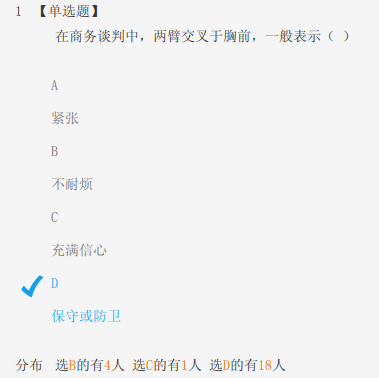 1 【单选题】
在商务谈判中，两臂交叉于胸前，一般表示（ ）
A
紧张
B
不耐烦
C
充满信心
D
保守或防卫
分布 选B的有4人 选C的有1人 选D的有18人